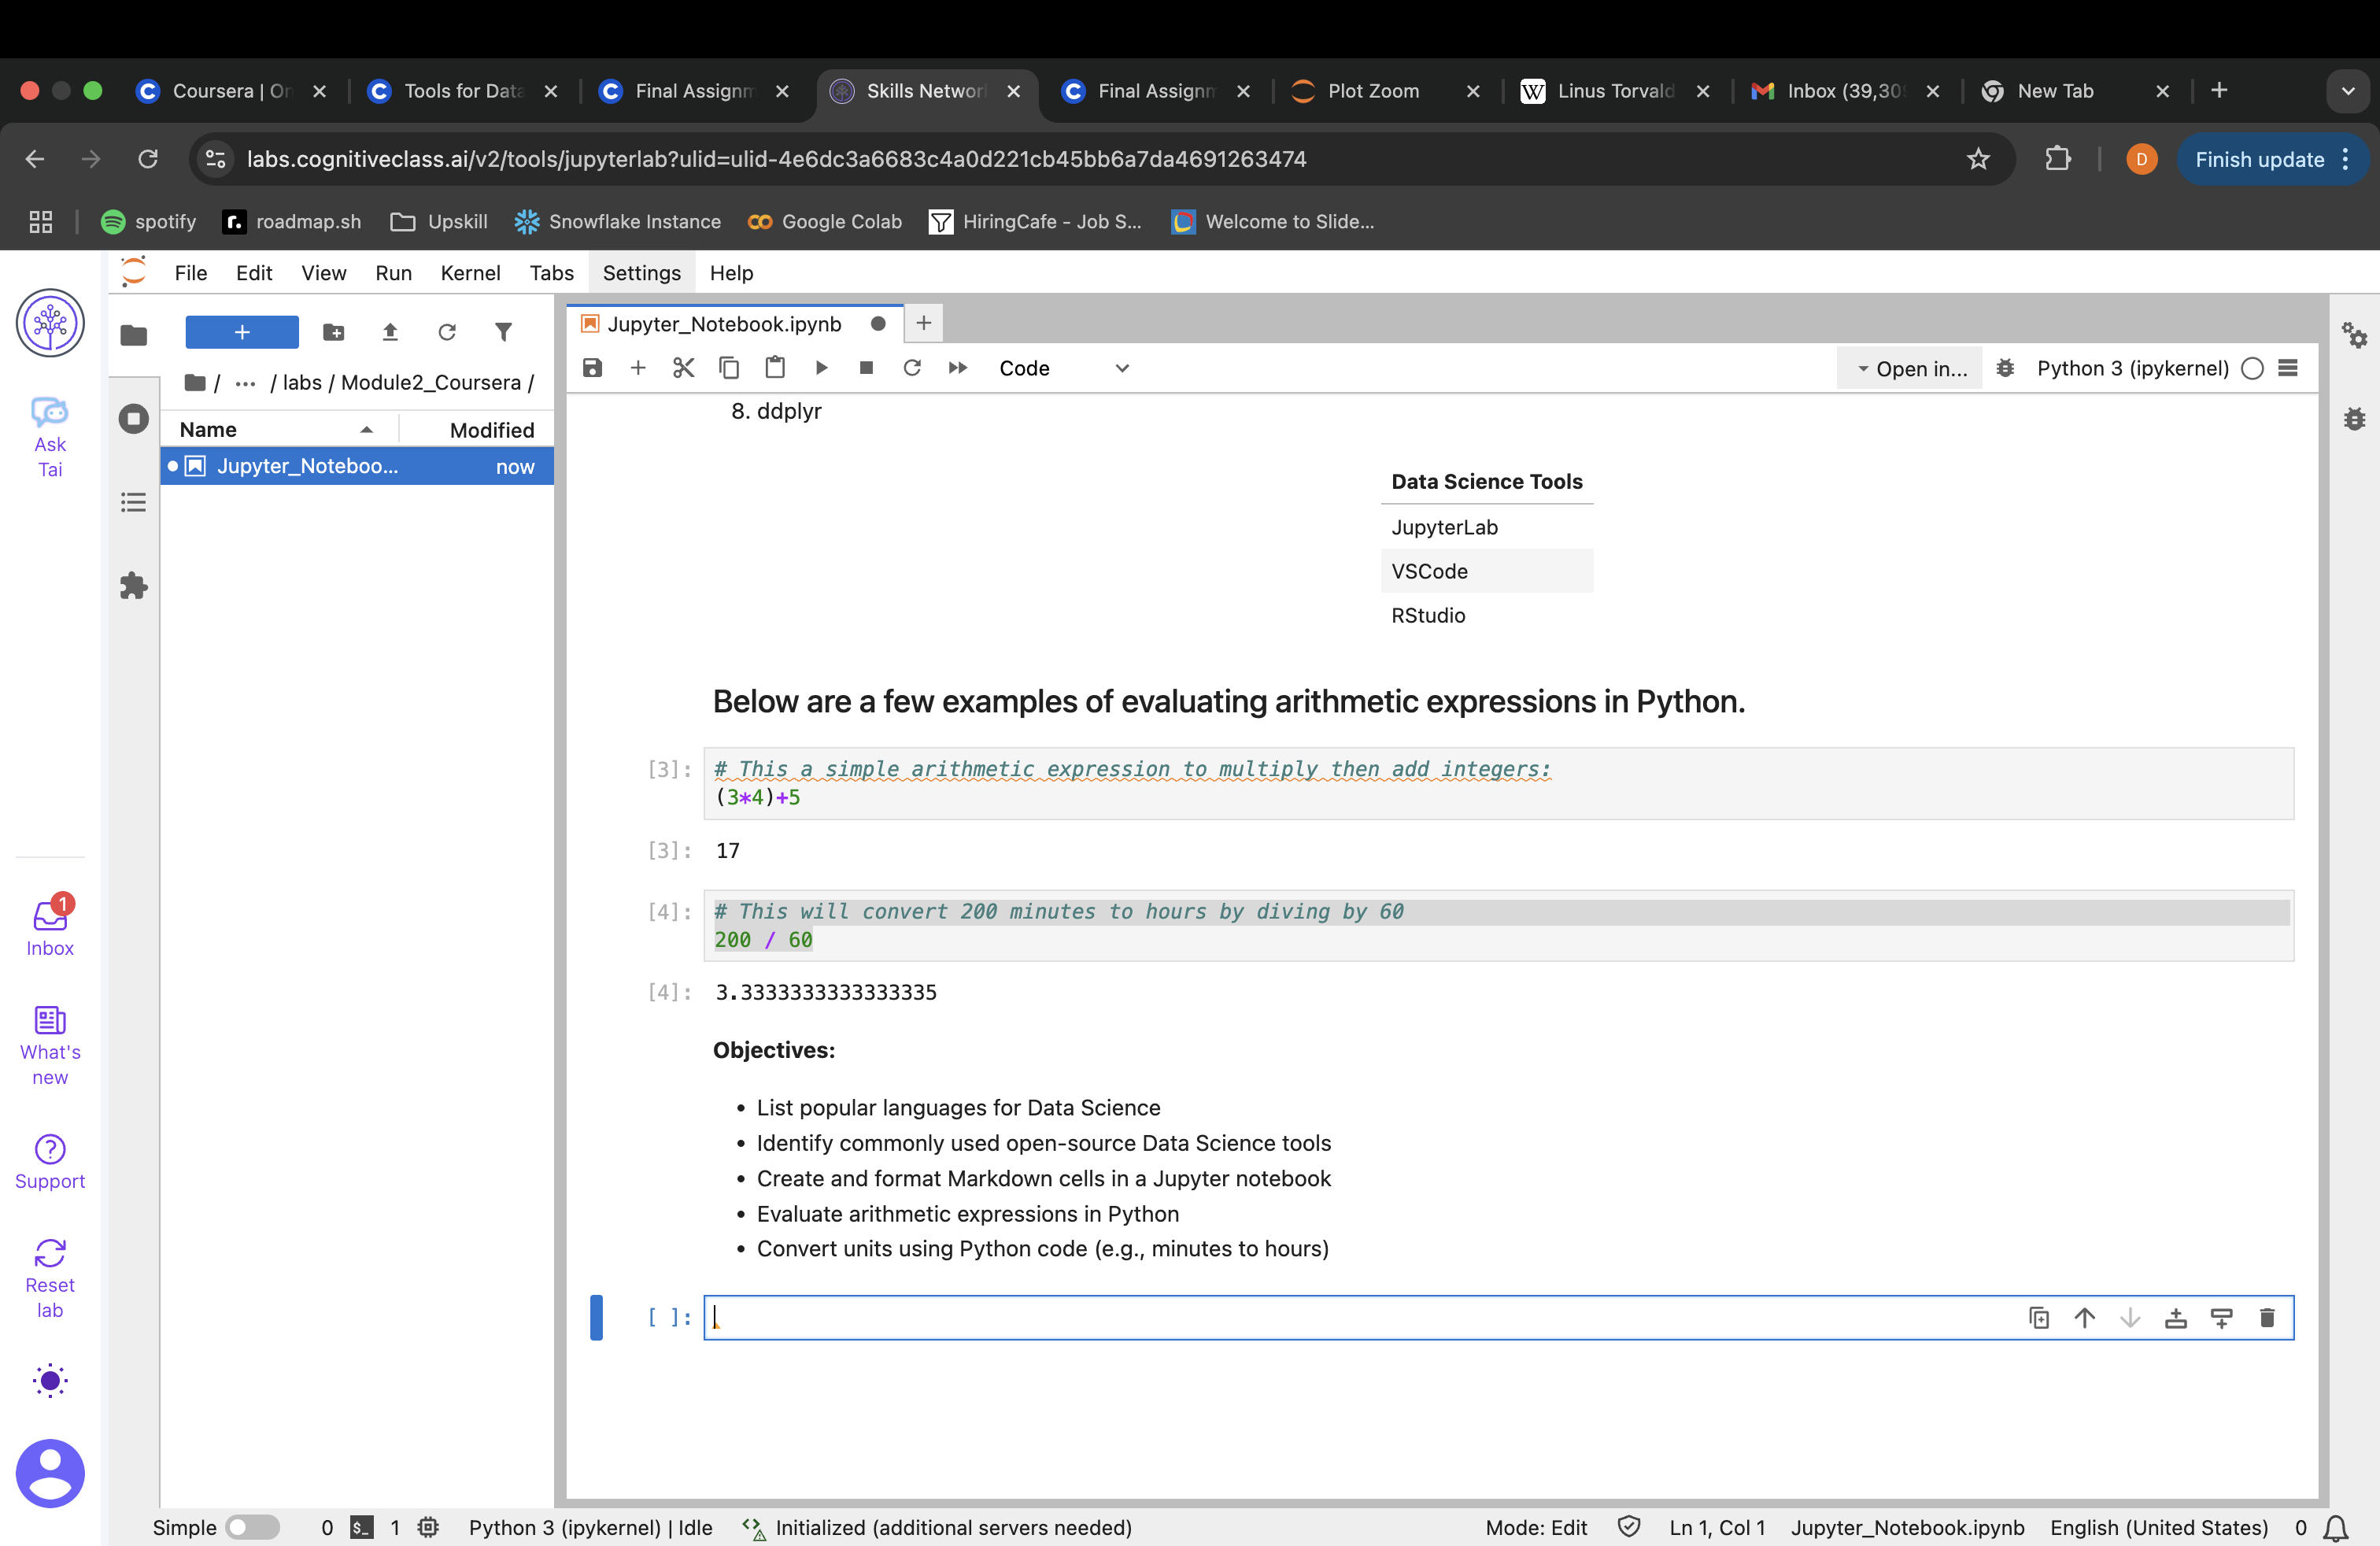 Coursera | On
Tools for Data
Final Assignm
Skills Networ
Final Assignm
Plot Zoom
W Linus Torvald
Inbox (39,309
New Tab
labs.cognitiveclass.ai/v2/tools/jupyterlab?ulid=ulid-4e6dc3a6683c4a0d221cb45bb6a7da4691263474
D
Finish update
spotify
r. roadmap.sh
Upskill
Snowflake Instance
Google Colab
HiringCafe - Job S...
Welcome to Slide...
File Edit View Run Kernel Tabs Settings Help
Ask
Tai
Inbox
1
What's
new
Support
Reset
lab
/ ... / labs / Module2_Coursera /
Name Modified
Jupyter_Noteboo... now
Jupyter_Notebook.ipynb
Code
Open in...
Python 3 (ipykernel)
8. ddplyr
Data Science Tools
JupyterLab
VSCode
RStudio
Below are a few examples of evaluating arithmetic expressions in Python.
[3]: # This a simple arithmetic expression to multiply then add integers:
(3*4)+5
[3]: 17
[4]: # This will convert 200 minutes to hours by diving by 60
200 / 60
[4]: 3.3333333333333335
Objectives:
• List popular languages for Data Science
• Identify commonly used open-source Data Science tools
• Create and format Markdown cells in a Jupyter notebook
• Evaluate arithmetic expressions in Python
• Convert units using Python code (e.g., minutes to hours)
[ ]:
Simple 0 $_ 1 Python 3 (ipykernel) | Idle Initialized (additional servers needed) Mode: Edit Ln 1, Col 1 Jupyter_Notebook.ipynb English (United States) 0